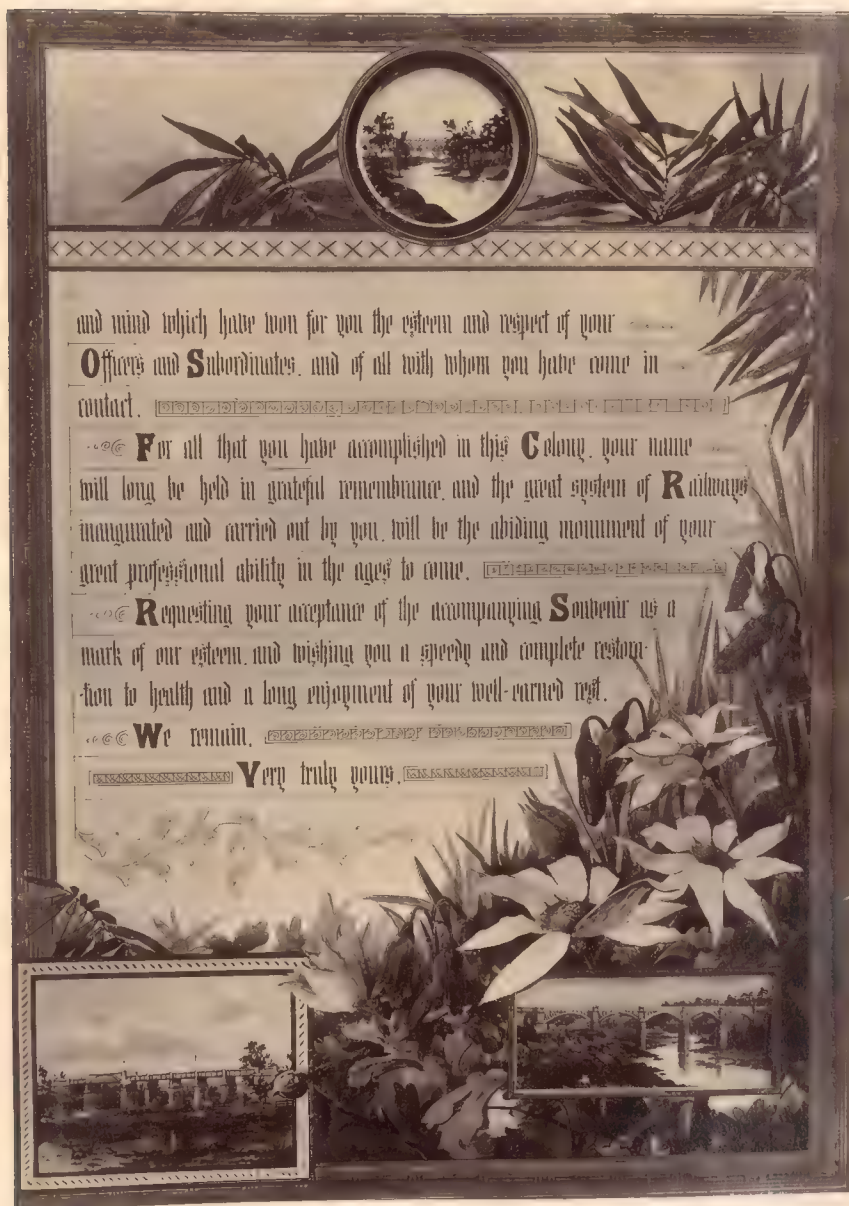 and mind which have won for you the esteem and respect of your
Officers and Subordinates, and of all with whom you have come in
contact.
For all that you have accomplished in this Colony, your name
will long be held in grateful remembrance, and the great system of Railways
inaugurated and carried out by you, will be the abiding monument of your
great professional ability in the ages to come.
Requesting your acceptance of the accompanying Souvenir as a
mark of our esteem, and wishing you a speedy and complete restora-
-tion to health and a long enjoyment of your well-earned rest.
We remain,
Very truly yours,